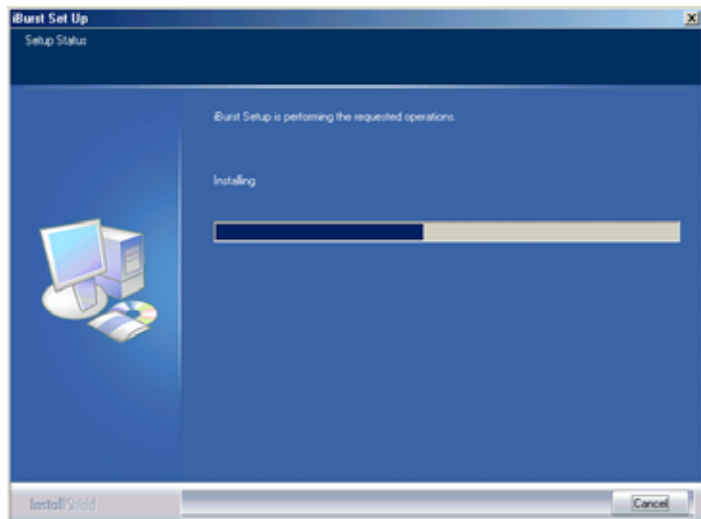 iBurst Set Up
Setup Status
iBurst Setup is performing the requested operations.
Installing
InstallShield
Cancel